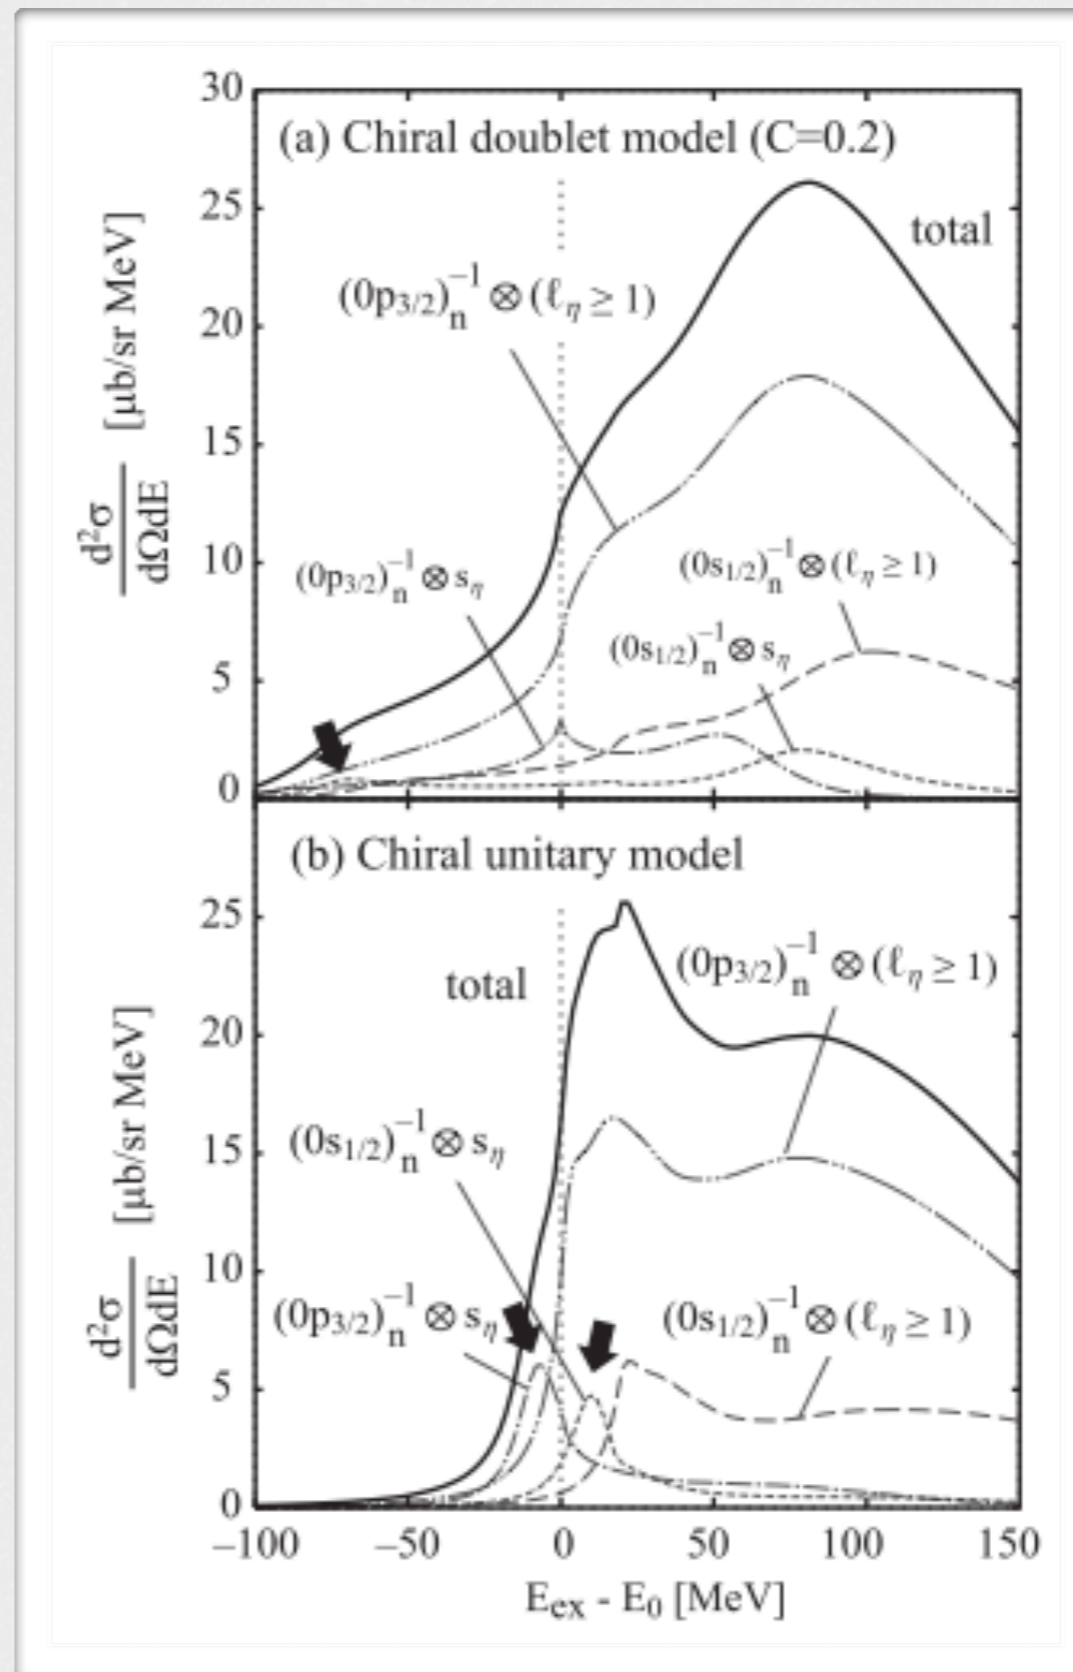 30
(a) Chiral doublet model (C=0.2)
25
total
(0p3/2)n⁻¹ ⊗ (ℓη ≥ 1)
20
15
d²σ/dΩdE [μb/sr MeV]
10
(0p3/2)n⁻¹ ⊗ sη
(0s1/2)n⁻¹ ⊗ (ℓη ≥ 1)
(0s1/2)n⁻¹ ⊗ sη
5
0
(b) Chiral unitary model
25
total
(0p3/2)n⁻¹ ⊗ (ℓη ≥ 1)
20
(0s1/2)n⁻¹ ⊗ sη
15
d²σ/dΩdE [μb/sr MeV]
10
(0p3/2)n⁻¹ ⊗ sη
(0s1/2)n⁻¹ ⊗ (ℓη ≥ 1)
5
0
–100 –50 0 50 100 150
Eex - E0 [MeV]